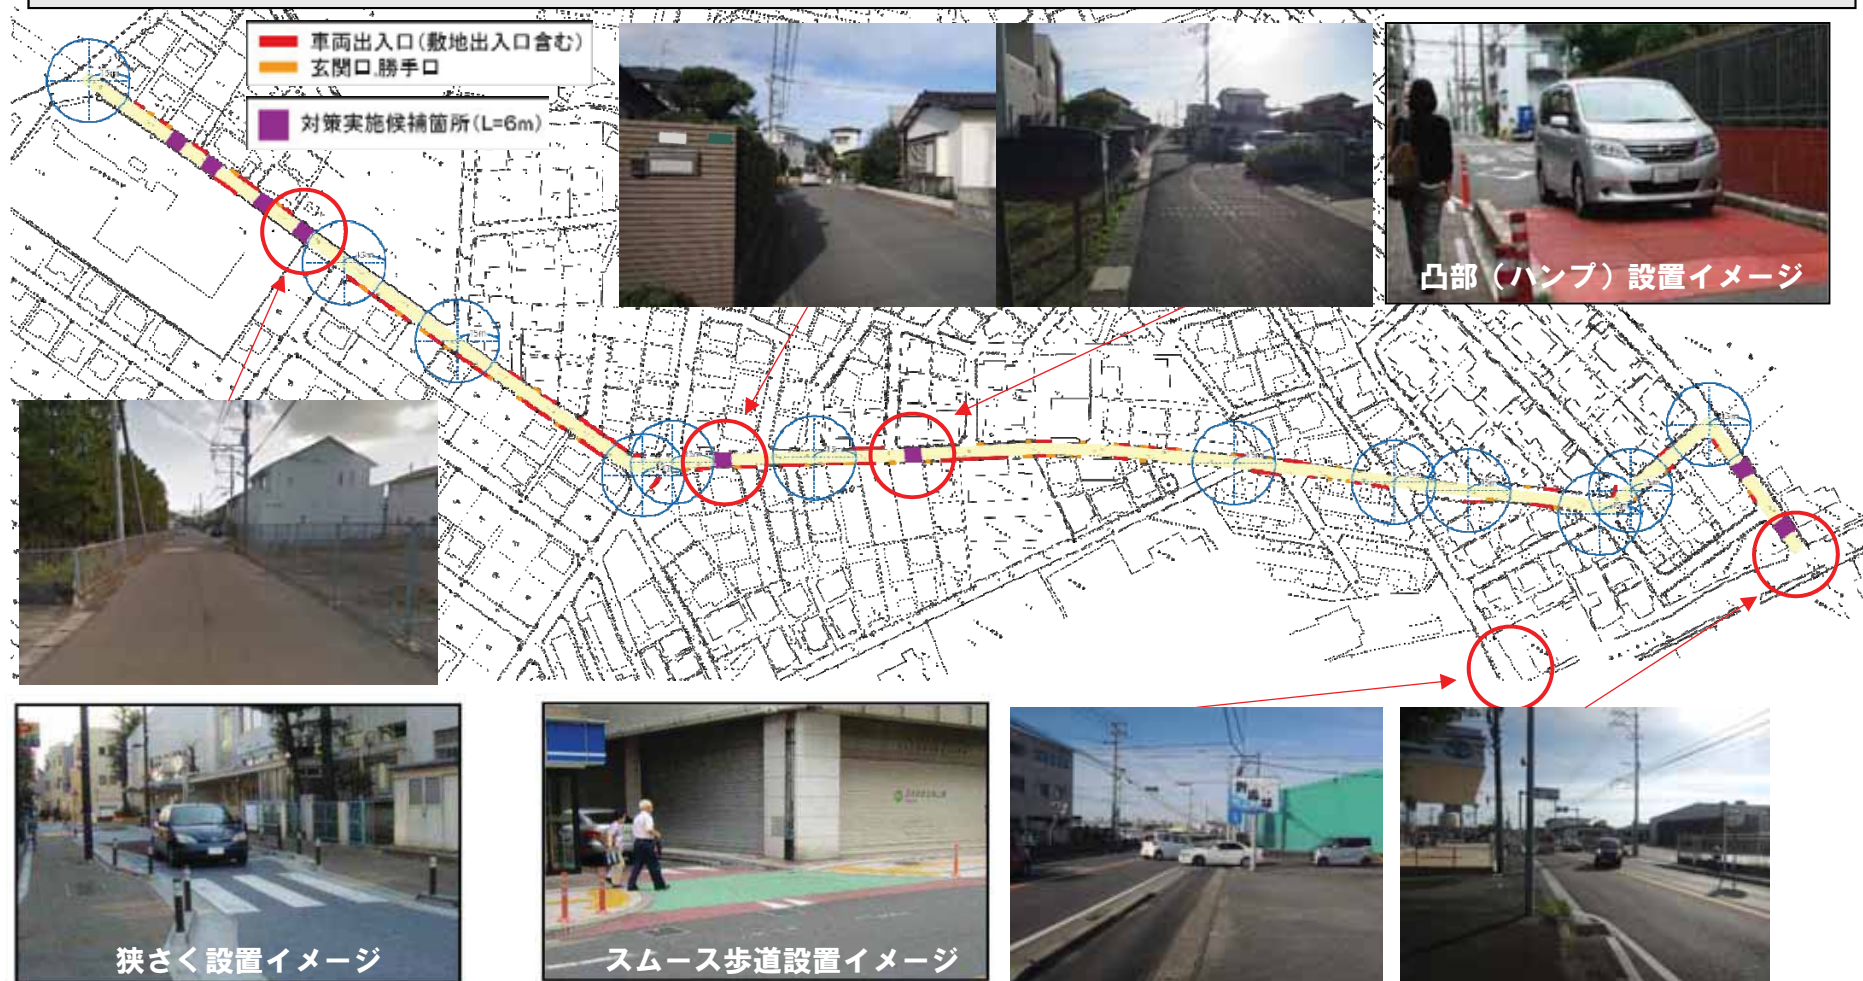 車両出入口(敷地出入口含む)
玄関口、勝手口
対策実施候補箇所(L=6m)
凸部（ハンプ）設置イメージ
狭さく設置イメージ
スムース歩道設置イメージ